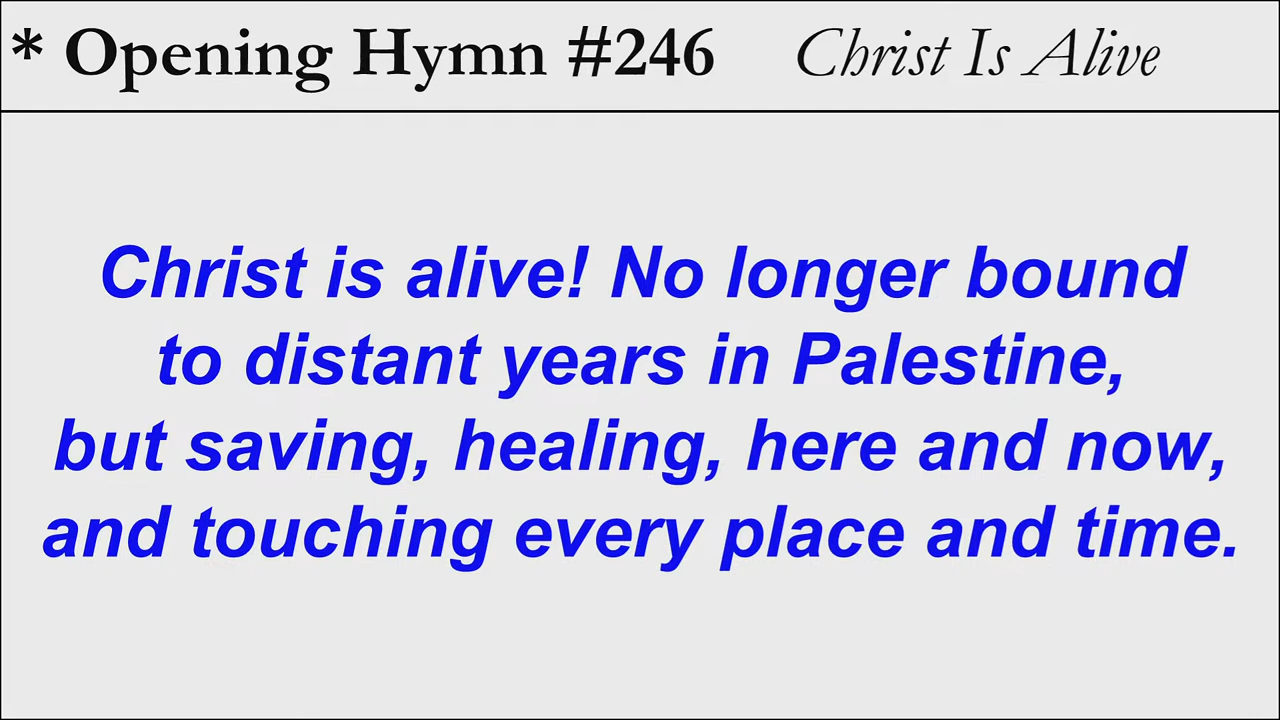 * Opening Hymn #246 Christ Is Alive
Christ is alive! No longer bound
to distant years in Palestine,
but saving, healing, here and now,
and touching every place and time.